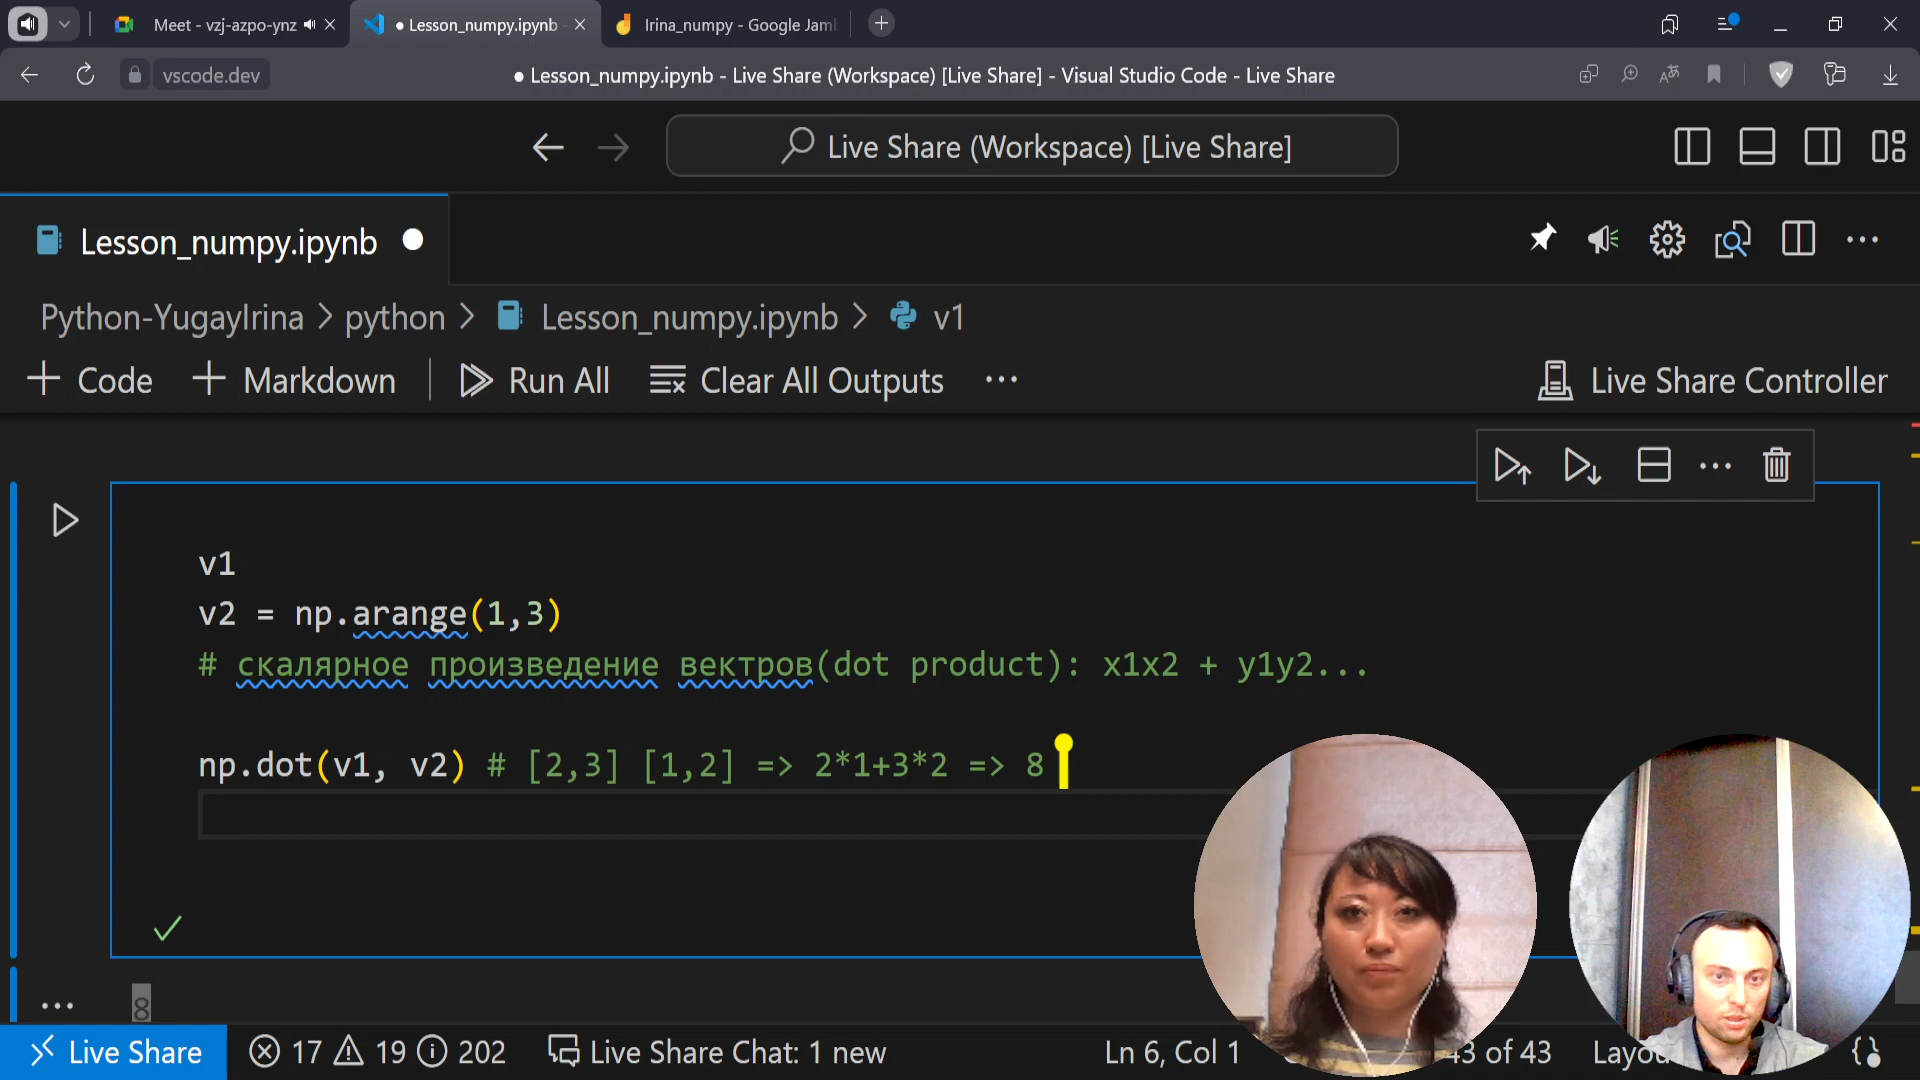 Meet - vzj-azpo-ynz
Lesson_numpy.ipynb
Irina_numpy - Google Jam
vscode.dev
● Lesson_numpy.ipynb - Live Share (Workspace) [Live Share] - Visual Studio Code - Live Share
Live Share (Workspace) [Live Share]
Lesson_numpy.ipynb
Python-YugayIrina > python > Lesson_numpy.ipynb > v1
+ Code + Markdown Run All Clear All Outputs ... Live Share Controller
v1
v2 = np.arange(1,3)
# скалярное произведение вектров(dot product): x1x2 + y1y2...
np.dot(v1, v2) # [2,3] [1,2] => 2*1+3*2 => 8
8
Live Share 17 19 202 Live Share Chat: 1 new Ln 6, Col 1 43 of 43